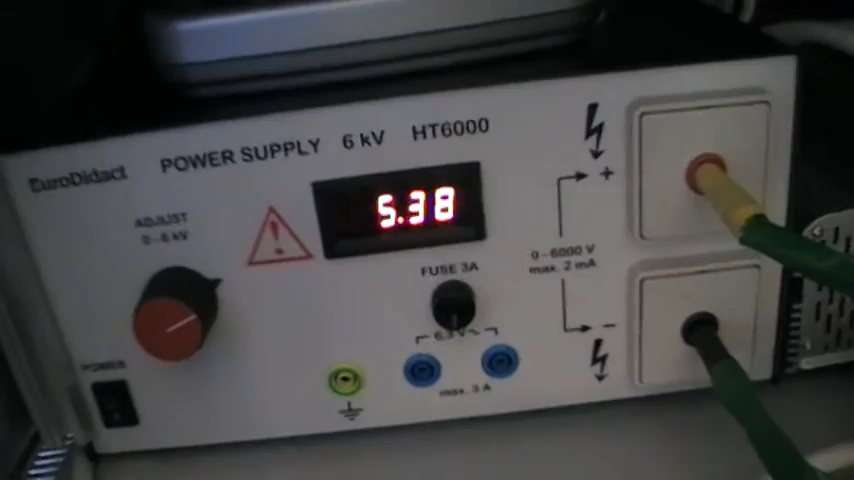 EuroDidact
POWER SUPPLY 6 kV HT6000
ADJUST
0-6 kV
5.38
FUSE 3A
+
0-6000 V
max. 2 mA
-
6,3 V ~
POWER
max. 3 A